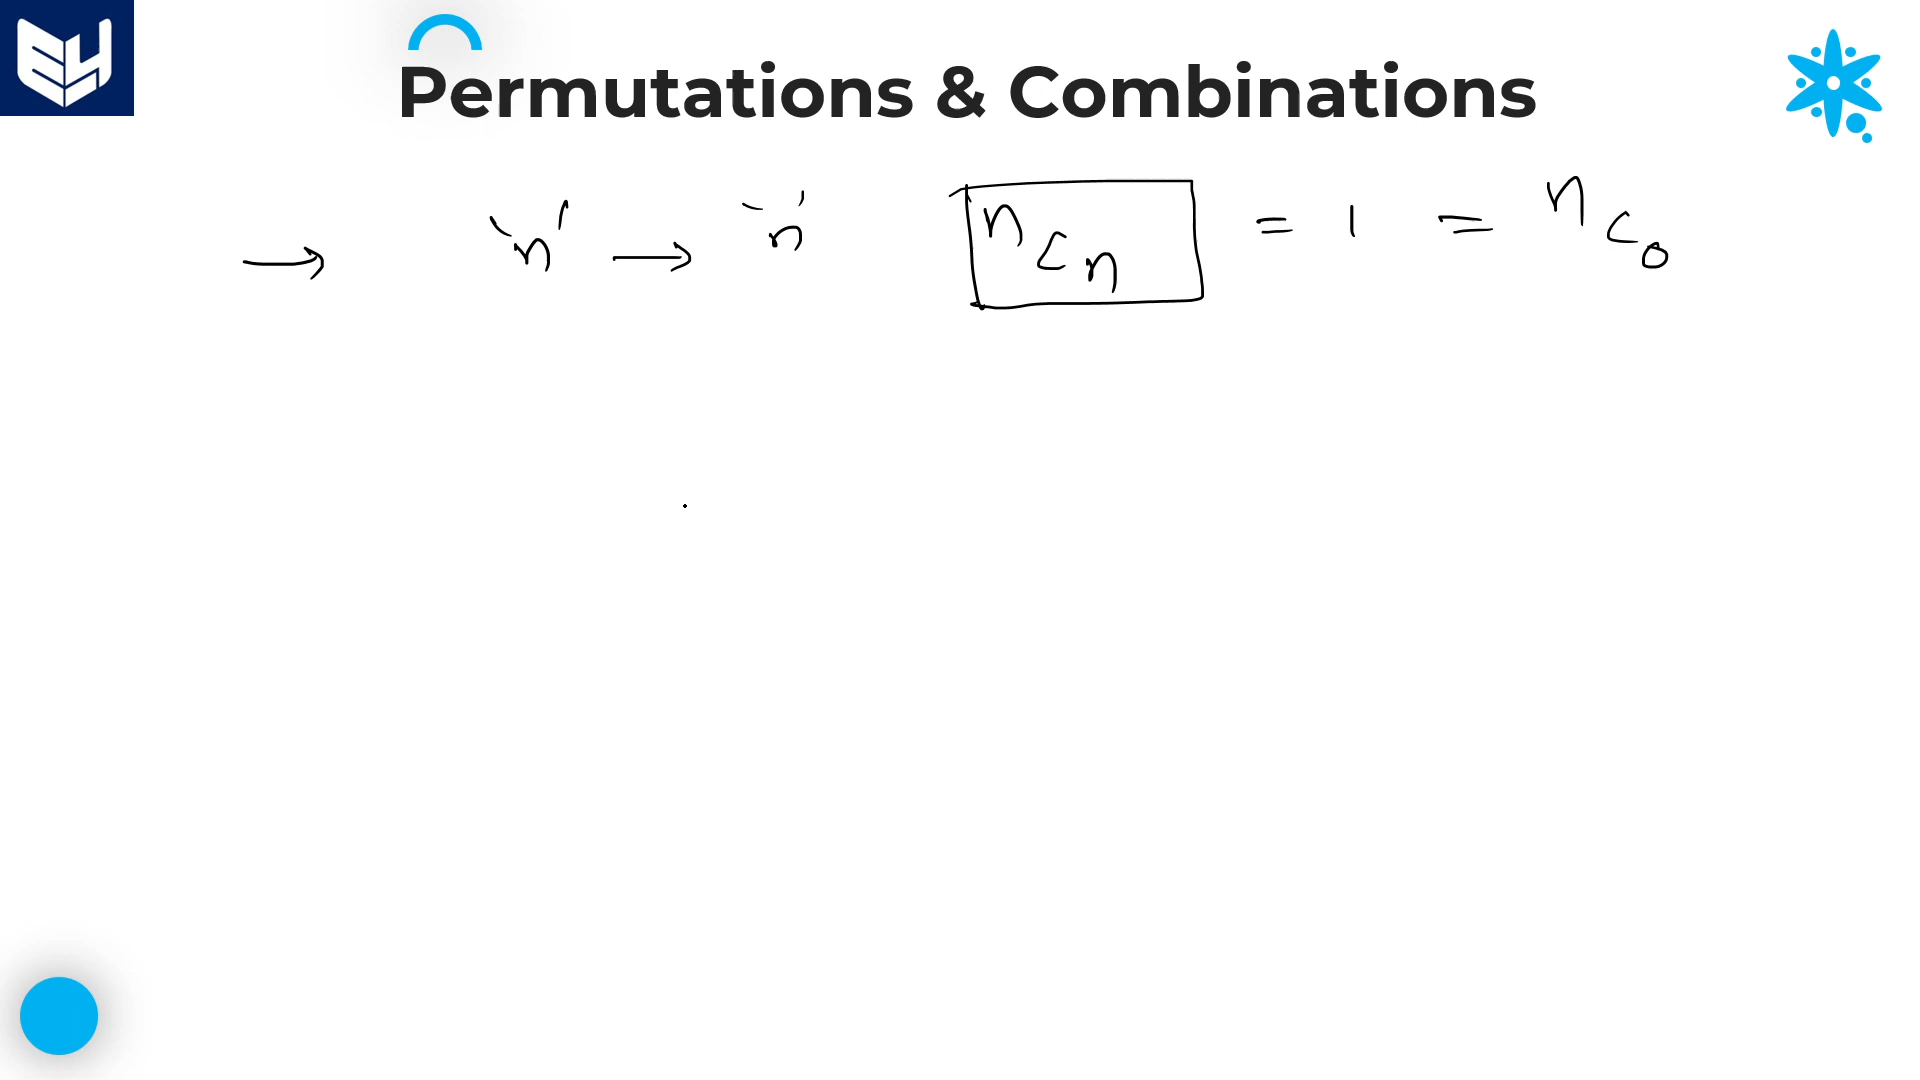 Permutations & Combinations
→ 'n' → 'n' ⁿCₙ = 1 = ⁿC₀